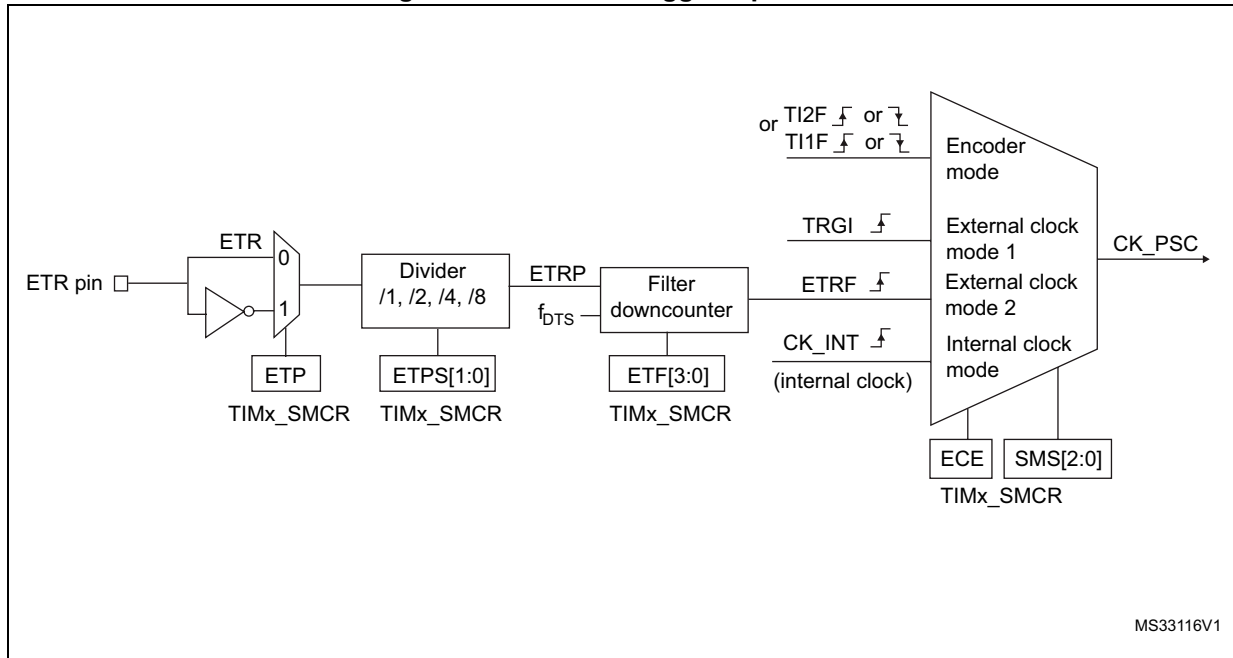 or TI2F or
TI1F or
Encoder
mode
TRGI
External clock
mode 1
CK_PSC
ETR
0
ETR pin
1
Divider
/1, /2, /4, /8
ETRP
fDTS
Filter
downcounter
ETRF
External clock
mode 2
CK_INT
(internal clock)
Internal clock
mode
ETP
TIMx_SMCR
ETPS[1:0]
TIMx_SMCR
ETF[3:0]
TIMx_SMCR
ECE
SMS[2:0]
TIMx_SMCR
MS33116V1